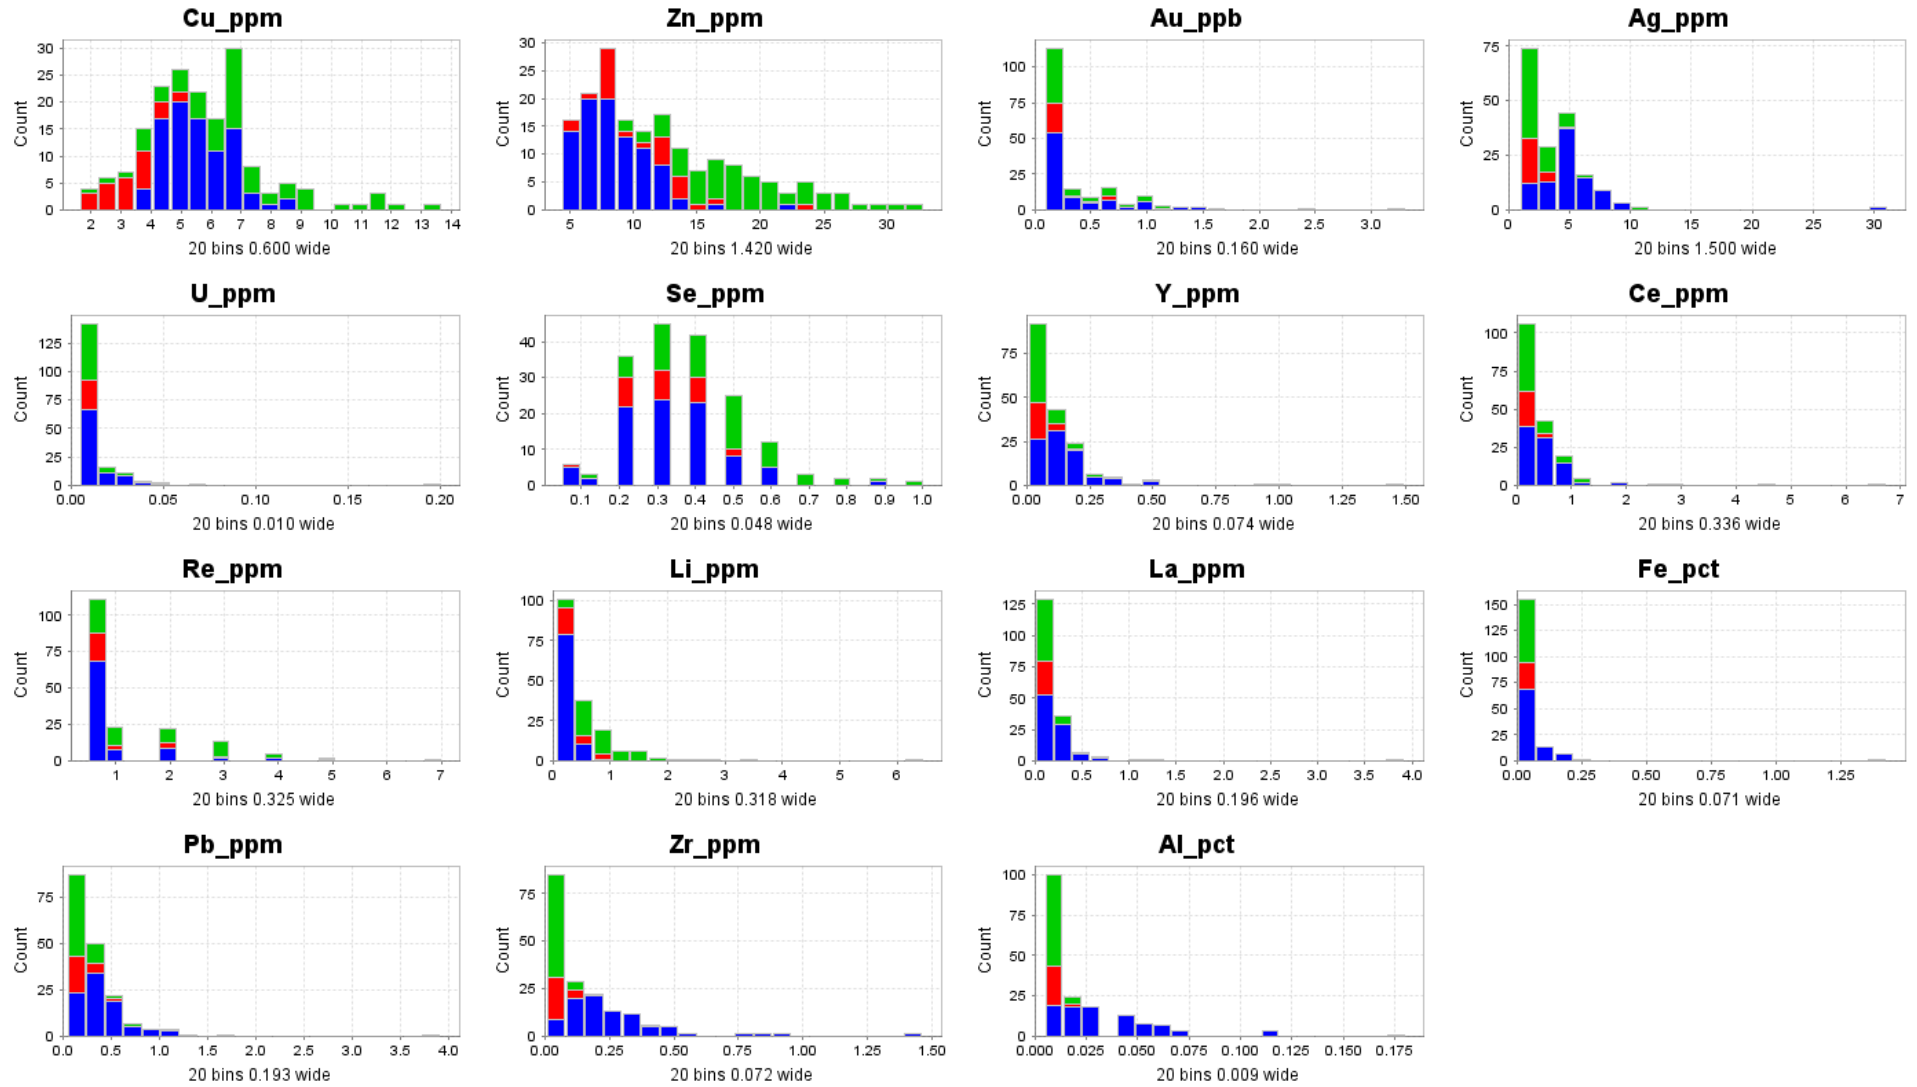 Cu_ppm
Count
30
25
20
15
10
5
0
2 3 4 5 6 7 8 9 10 11 12 13 14
20 bins 0.600 wide
Zn_ppm
Count
30
25
20
15
10
5
0
5 10 15 20 25 30
20 bins 1.420 wide
Au_ppb
Count
100
75
50
25
0
0.0 0.5 1.0 1.5 2.0 2.5 3.0
20 bins 0.160 wide
Ag_ppm
Count
75
50
25
0
0 5 10 15 20 25 30
20 bins 1.500 wide
U_ppm
Count
125
100
75
50
25
0
0.00 0.05 0.10 0.15 0.20
20 bins 0.010 wide
Se_ppm
Count
40
30
20
10
0
0.1 0.2 0.3 0.4 0.5 0.6 0.7 0.8 0.9 1.0
20 bins 0.048 wide
Y_ppm
Count
75
50
25
0
0.00 0.25 0.50 0.75 1.00 1.25 1.50
20 bins 0.074 wide
Ce_ppm
Count
100
75
50
25
0
0 1 2 3 4 5 6 7
20 bins 0.336 wide
Re_ppm
Count
100
75
50
25
0
1 2 3 4 5 6 7
20 bins 0.325 wide
Li_ppm
Count
100
75
50
25
0
0 1 2 3 4 5 6
20 bins 0.318 wide
La_ppm
Count
125
100
75
50
25
0
0.0 0.5 1.0 1.5 2.0 2.5 3.0 3.5 4.0
20 bins 0.196 wide
Fe_pct
Count
150
125
100
75
50
25
0
0.00 0.25 0.50 0.75 1.00 1.25
20 bins 0.071 wide
Pb_ppm
Count
75
50
25
0
0.0 0.5 1.0 1.5 2.0 2.5 3.0 3.5 4.0
20 bins 0.193 wide
Zr_ppm
Count
75
50
25
0
0.00 0.25 0.50 0.75 1.00 1.25 1.50
20 bins 0.072 wide
Al_pct
Count
100
75
50
25
0
0.000 0.025 0.050 0.075 0.100 0.125 0.150 0.175
20 bins 0.009 wide